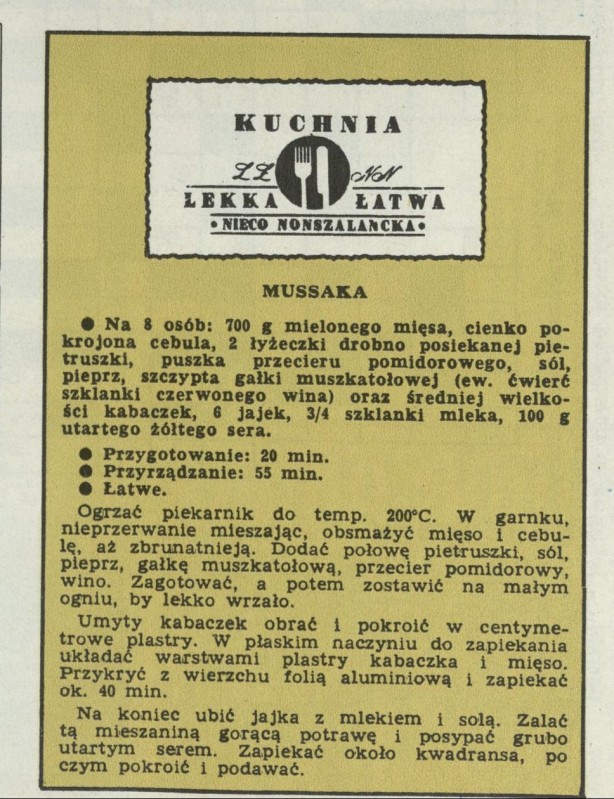 KUCHNIA
LŁ NN
LEKKA ŁATWA
• NIECO NONSZALANCKA •
MUSSAKA
● Na 8 osób: 700 g mielonego mięsa, cienko po-
krojona cebula, 2 łyżeczki drobno posiekanej pie-
truszki, puszka przecieru pomidorowego, sól,
pieprz, szczypta gałki muszkatołowej (ew. ćwierć
szklanki czerwonego wina) oraz średniej wielko-
ści kabaczek, 6 jajek, 3/4 szklanki mleka, 100 g
utartego żółtego sera.
● Przygotowanie: 20 min.
● Przyrządzanie: 55 min.
● Łatwe.
Ogrzać piekarnik do temp. 200°C. W garnku,
nieprzerwanie mieszając, obsmażyć mięso i cebu-
lę, aż zbrunatnieją. Dodać połowę pietruszki, sól,
pieprz, gałkę muszkatołową, przecier pomidorowy,
wino. Zagotować, a potem zostawić na małym
ogniu, by lekko wrzało.
Umyty kabaczek obrać i pokroić w centyme-
trowe plastry. W płaskim naczyniu do zapiekania
układać warstwami plastry kabaczka i mięso.
Przykryć z wierzchu folią aluminiową i zapiekać
ok. 40 min.
Na koniec ubić jajka z mlekiem i solą. Zalać
tą mieszaniną gorącą potrawę i posypać grubo
utartym serem. Zapiekać około kwadransa, po
czym pokroić i podawać.